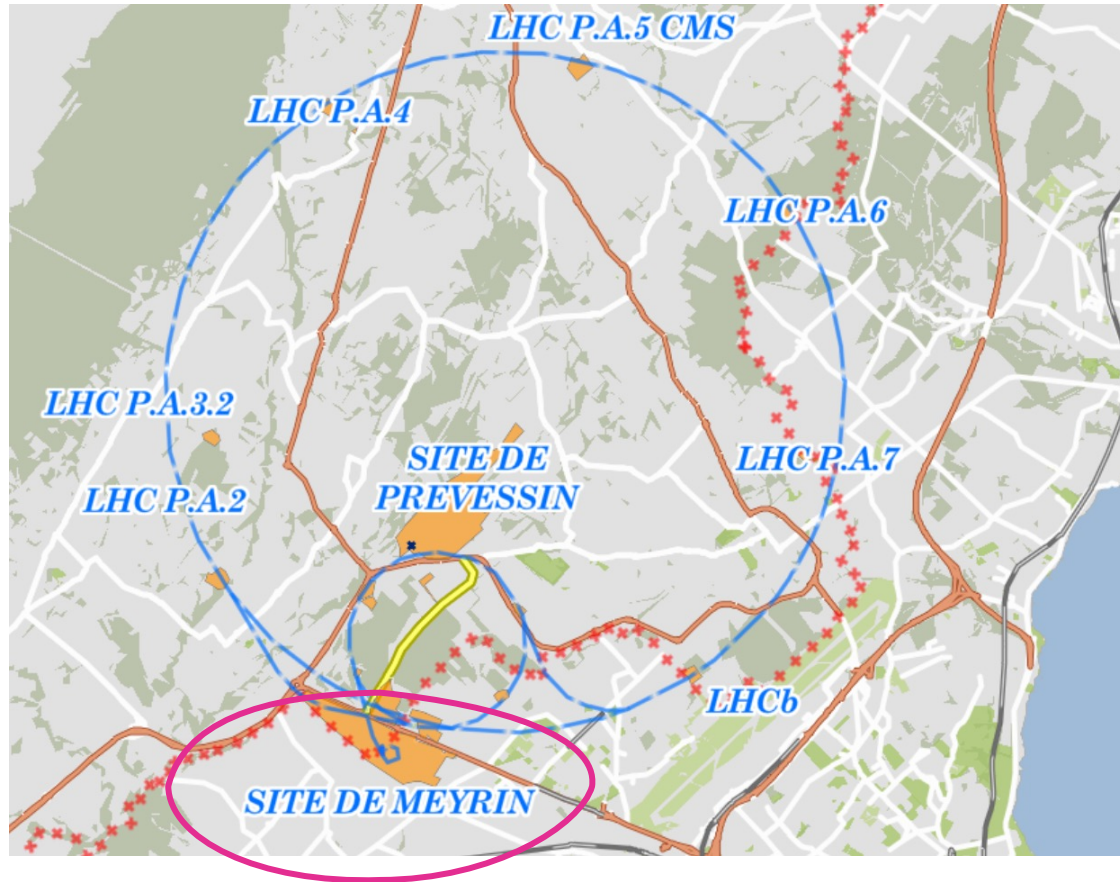 LHC P.A.5 CMS
LHC P.A.4
LHC P.A.6
LHC P.A.3.2
SITE DE
PREVESSIN
LHC P.A.7
LHC P.A.2
LHCb
SITE DE MEYRIN